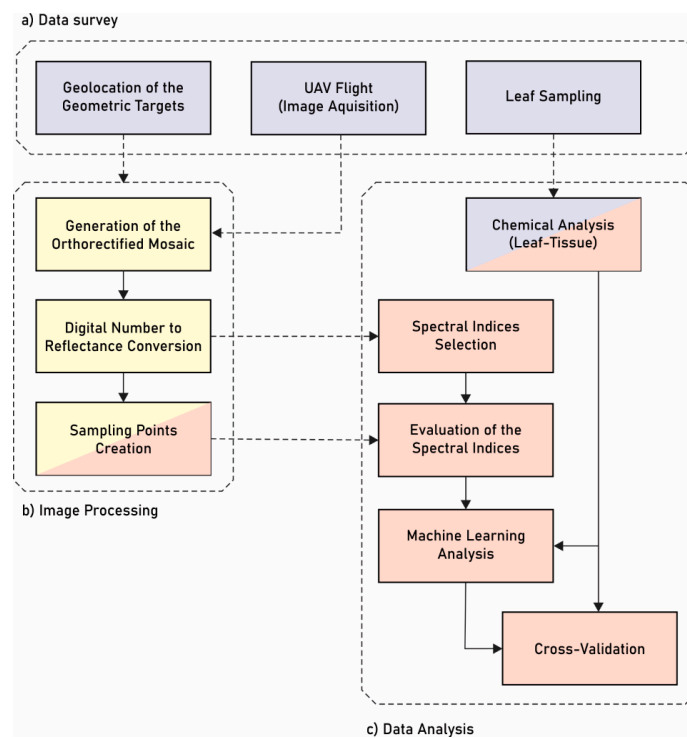 a) Data survey
Geolocation of the
Geometric Targets
UAV Flight
(Image Aquisition)
Leaf Sampling
Generation of the
Orthorectified Mosaic
Chemical Analysis
(Leaf-Tissue)
Digital Number to
Reflectance Conversion
Spectral Indices
Selection
Sampling Points
Creation
Evaluation of the
Spectral Indices
b) Image Processing
Machine Learning
Analysis
Cross-Validation
c) Data Analysis